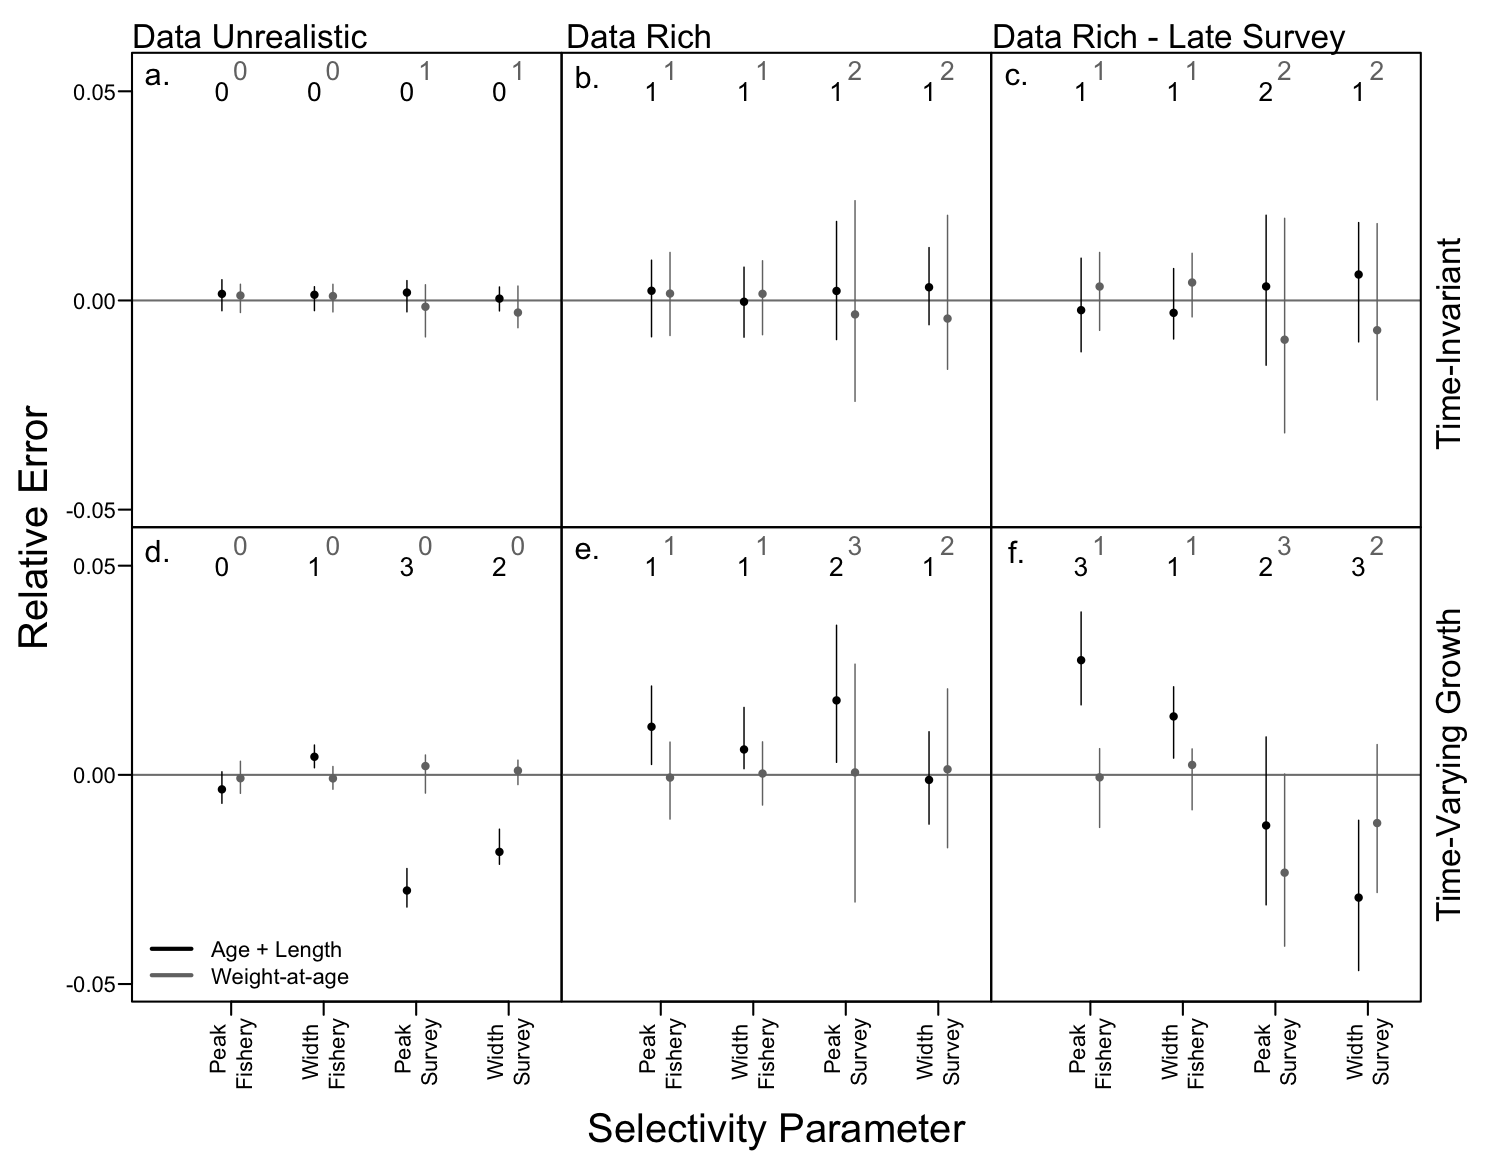 Data Unrealistic
Data Rich
Data Rich - Late Survey
a.
0 0 1 1
0 0 0 0
b.
1 1 2 2
1 1 1 1
c.
1 1 2 2
1 1 2 1
0.05
0.00
-0.05
Time-Invariant
d.
0 0 0 0
0 1 3 2
e.
1 1 3 2
1 1 2 1
f.
1 1 3 2
3 1 2 3
0.05
0.00
-0.05
Time-Varying Growth
Relative Error
Age + Length
Weight-at-age
Peak
Fishery
Width
Fishery
Peak
Survey
Width
Survey
Peak
Fishery
Width
Fishery
Peak
Survey
Width
Survey
Peak
Fishery
Width
Fishery
Peak
Survey
Width
Survey
Selectivity Parameter